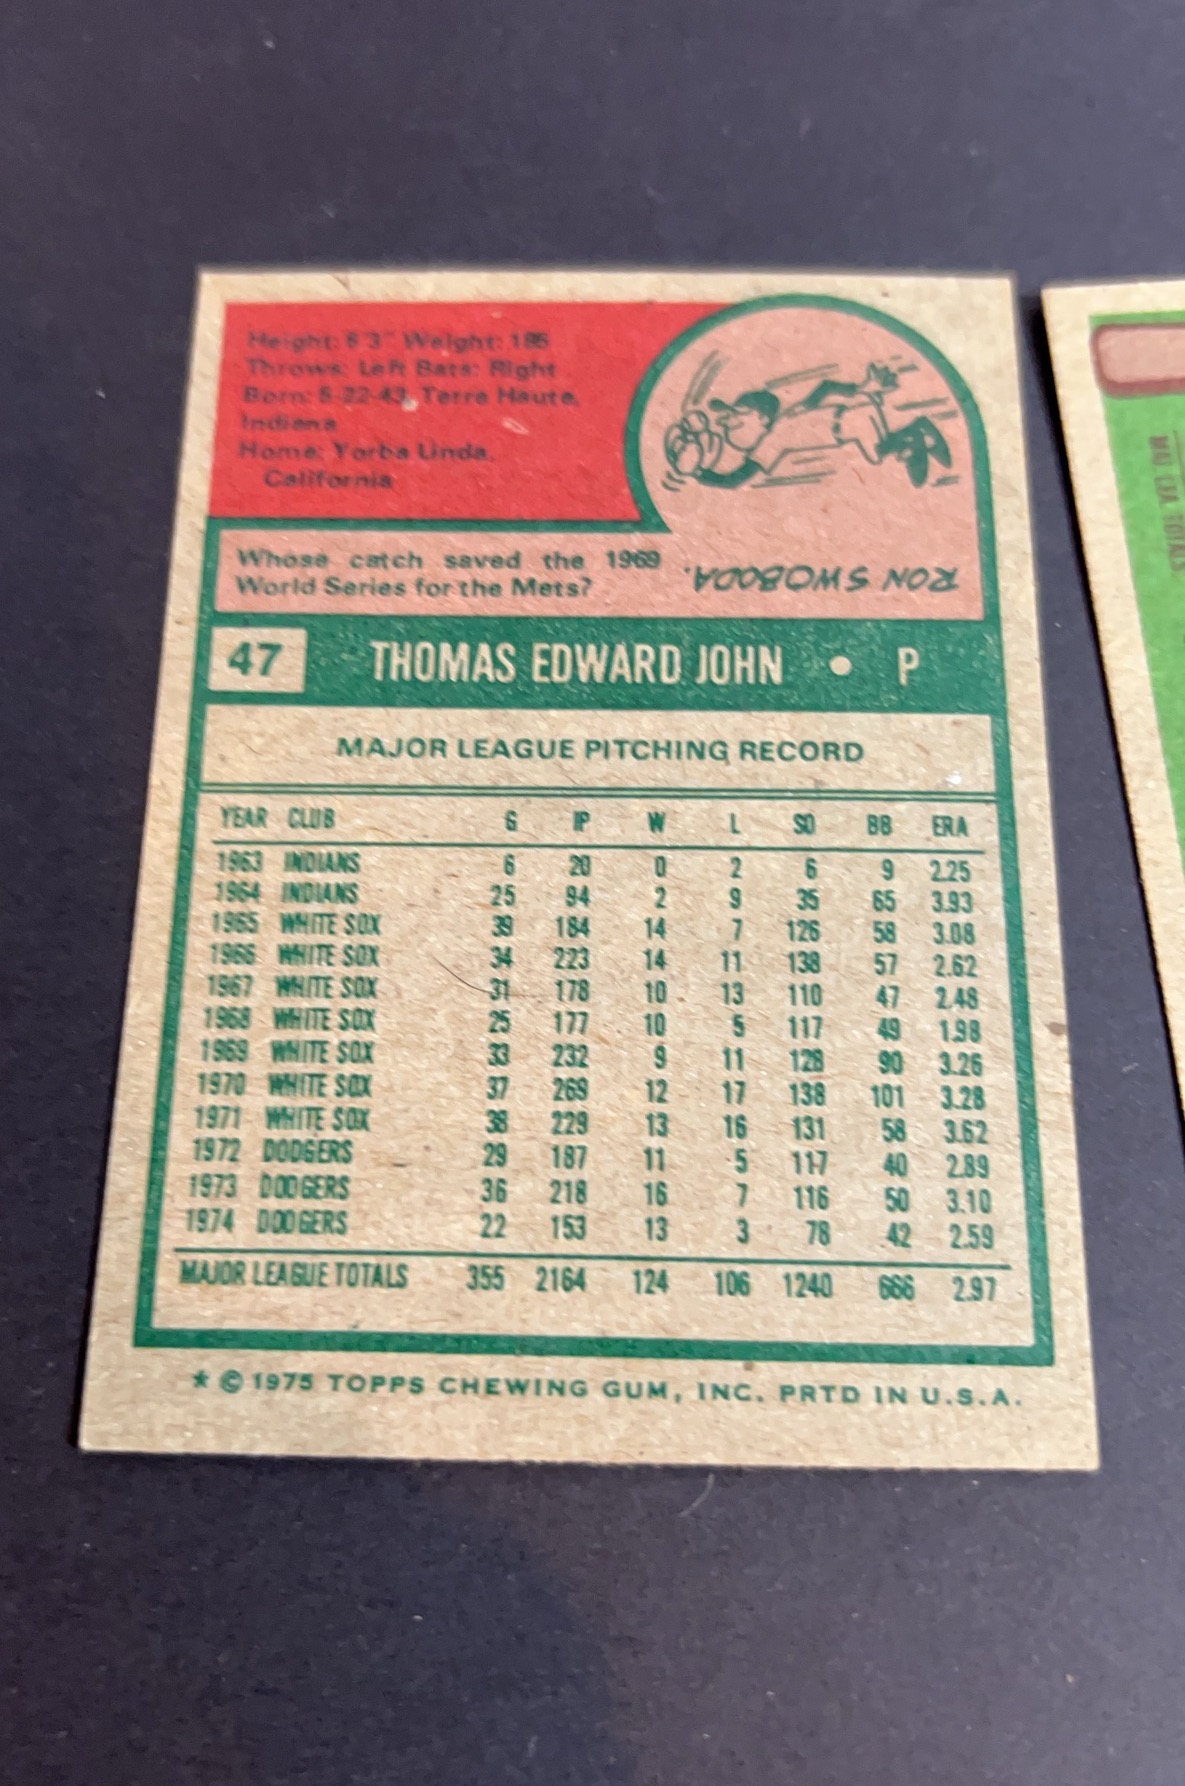 Height: 6'3" Weight: 195
Throws: Left Bats: Right
Born: 5-22-43, Terre Haute,
Indiana
Home: Yorba Linda,
California
Whose catch saved the 1969
World Series for the Mets?
RON SWOBODA.
47 THOMAS EDWARD JOHN • P
MAJOR LEAGUE PITCHING RECORD
YEAR CLUB G IP W L SO BB ERA
1963 INDIANS 6 20 0 2 6 9 2.25
1964 INDIANS 25 94 2 9 35 65 3.93
1965 WHITE SOX 39 184 14 7 126 58 3.08
1966 WHITE SOX 34 223 14 11 138 57 2.62
1967 WHITE SOX 31 178 10 13 110 47 2.48
1968 WHITE SOX 25 177 10 5 117 49 1.98
1969 WHITE SOX 33 232 9 11 128 90 3.26
1970 WHITE SOX 37 269 12 17 138 101 3.28
1971 WHITE SOX 38 229 13 16 131 58 3.62
1972 DODGERS 29 187 11 5 117 40 2.89
1973 DODGERS 36 218 16 7 116 50 3.10
1974 DODGERS 22 153 13 3 78 42 2.59
MAJOR LEAGUE TOTALS 355 2164 124 106 1240 666 2.97
* © 1975 TOPPS CHEWING GUM, INC. PRTD IN U.S.A.